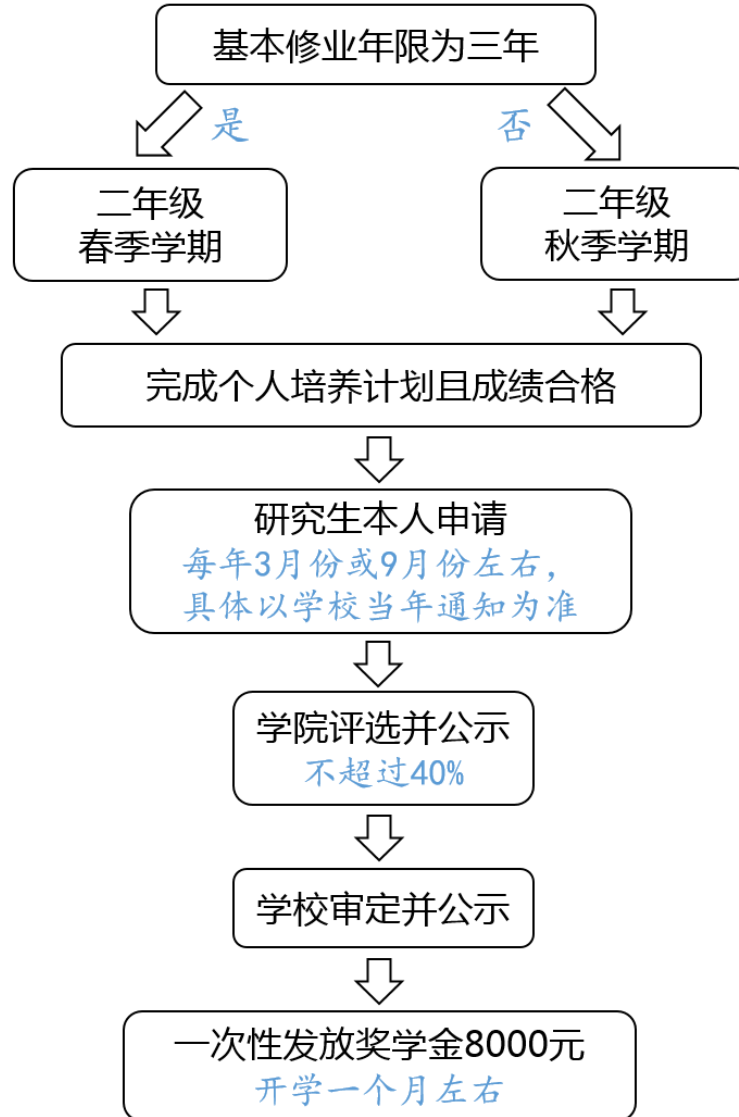 基本修业年限为三年
是
否
二年级
春季学期
二年级
秋季学期
完成个人培养计划且成绩合格
研究生本人申请
每年3月份或9月份左右，
具体以学校当年通知为准
学院评选并公示
不超过40%
学校审定并公示
一次性发放奖学金8000元
开学一个月左右